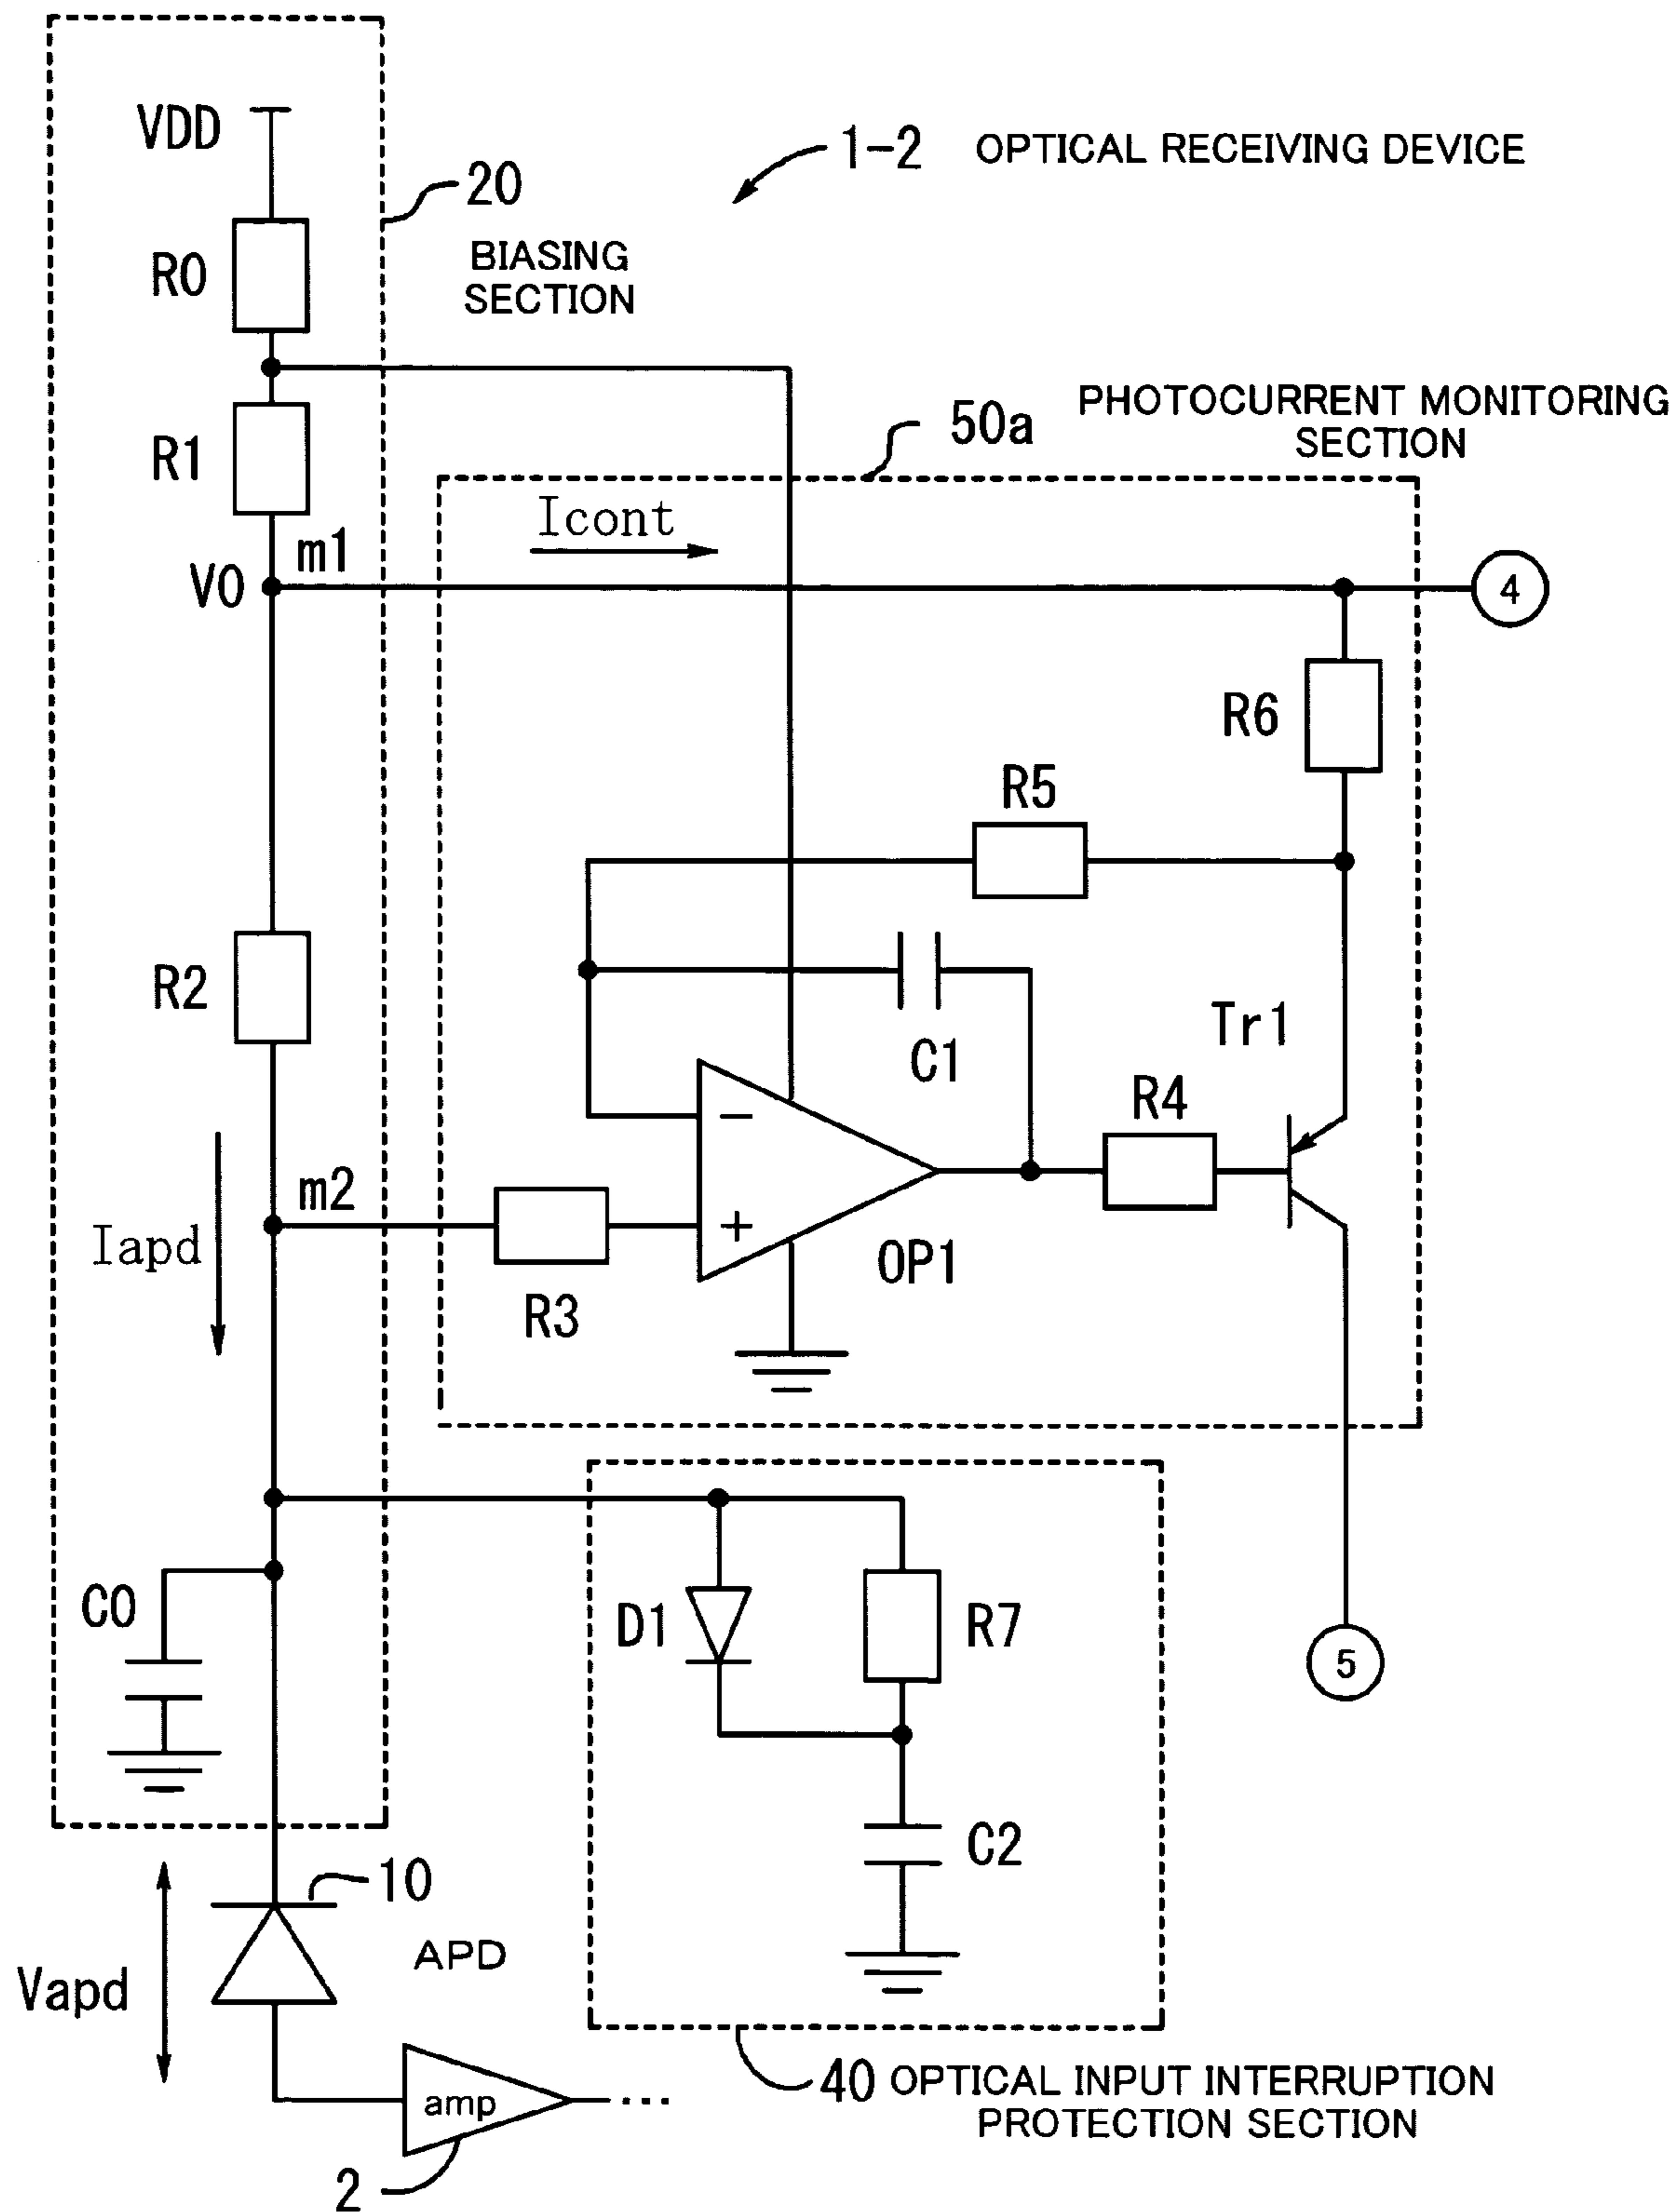 VDD
1-2 OPTICAL RECEIVING DEVICE
20
BIASING
SECTION
R0
R1
50a
PHOTOCURRENT MONITORING
SECTION
Icont
m1
V0
4
R6
R5
R2
C1
Tr1
R4
−
m2
+
Iapd
R3
OP1
C0
D1
R7
5
C2
10
APD
Vapd
amp
2
40 OPTICAL INPUT INTERRUPTION
PROTECTION SECTION
...